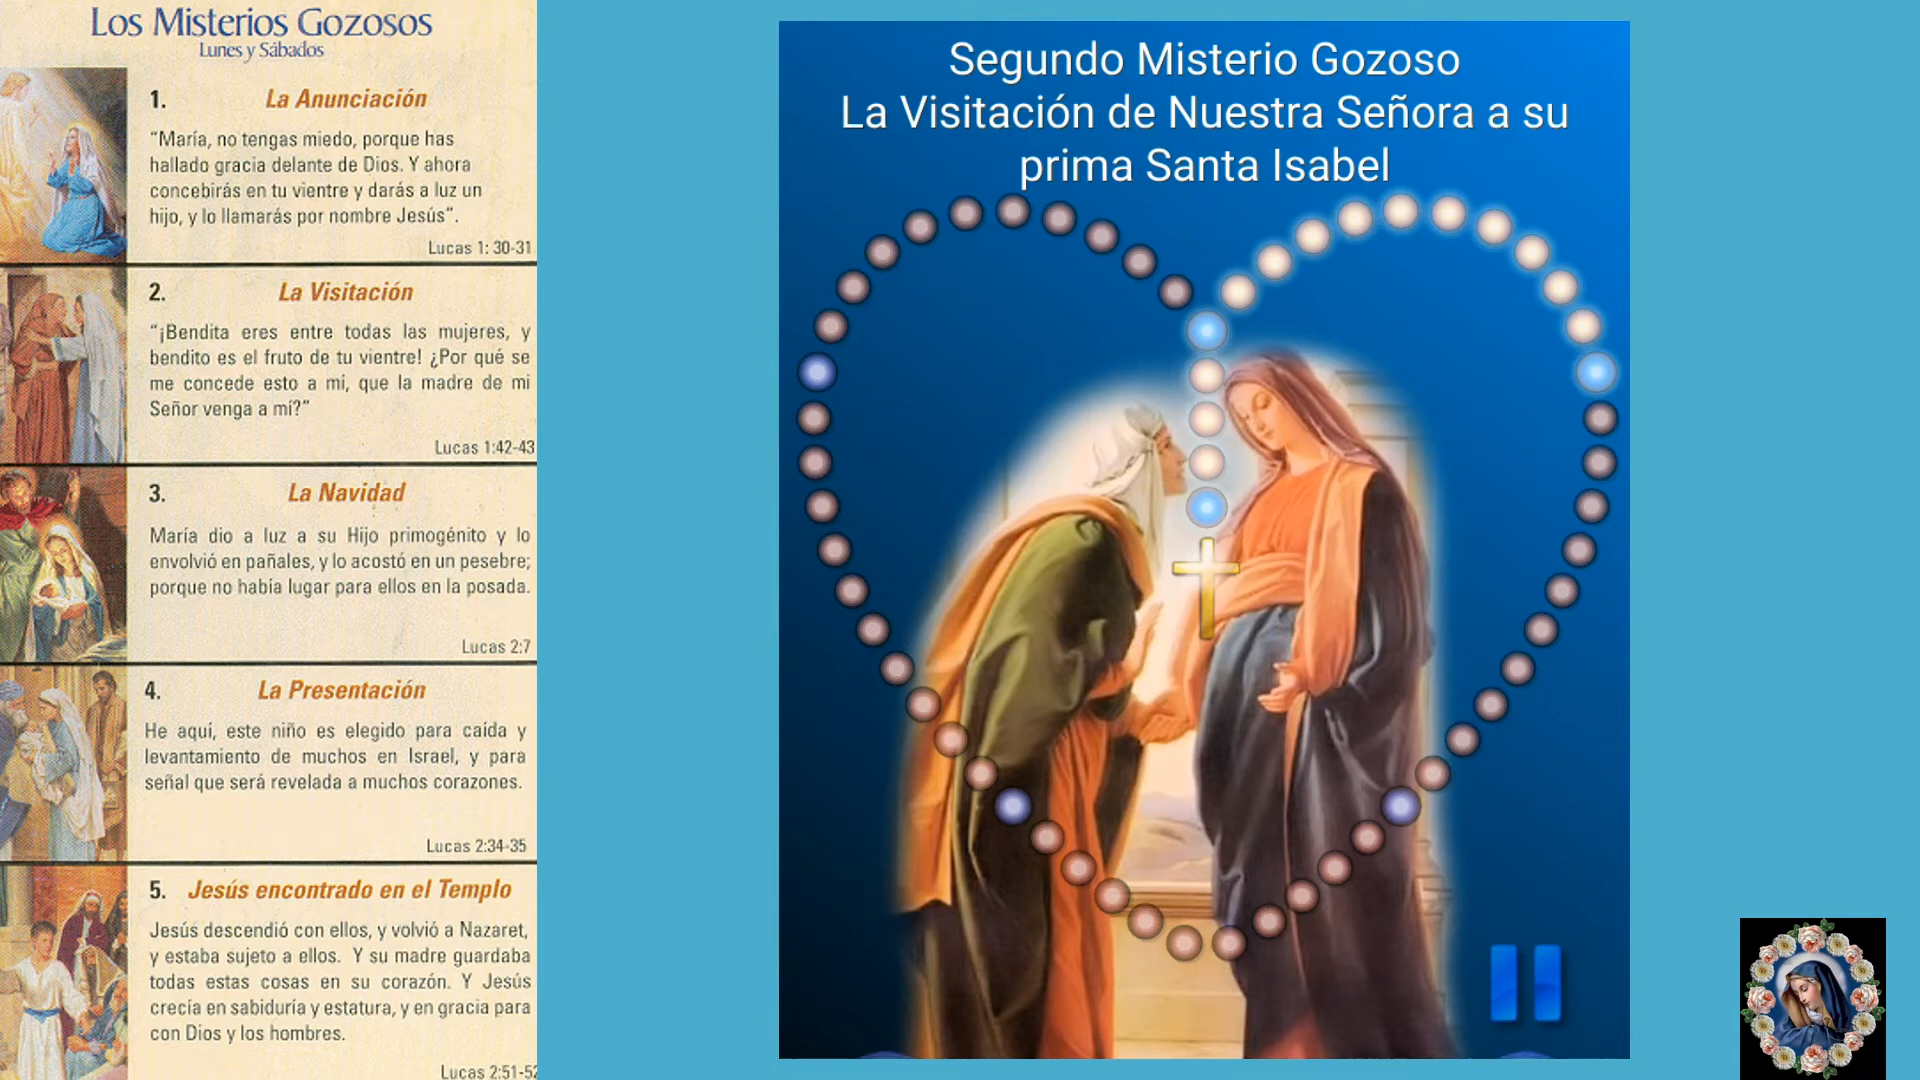 Los Misterios Gozosos
Lunes y Sábados
1. La Anunciación
“María, no tengas miedo, porque has
hallado gracia delante de Dios. Y ahora
concebirás en tu vientre y darás a luz un
hijo, y lo llamarás por nombre Jesús”.
Lucas 1: 30-31
2. La Visitación
“¡Bendita eres entre todas las mujeres, y
bendito es el fruto de tu vientre! ¿Por qué se
me concede esto a mí, que la madre de mi
Señor venga a mí?”
Lucas 1:42-43
3. La Navidad
María dio a luz a su Hijo primogénito y lo
envolvió en pañales, y lo acostó en un pesebre;
porque no había lugar para ellos en la posada.
Lucas 2:7
4. La Presentación
He aquí, este niño es elegido para caída y
levantamiento de muchos en Israel, y para
señal que será revelada a muchos corazones.
Lucas 2:34-35
5. Jesús encontrado en el Templo
Jesús descendió con ellos, y volvió a Nazaret,
y estaba sujeto a ellos. Y su madre guardaba
todas estas cosas en su corazón. Y Jesús
crecía en sabiduría y estatura, y en gracia para
con Dios y los hombres.
Lucas 2:51-52
Segundo Misterio Gozoso
La Visitación de Nuestra Señora a su
prima Santa Isabel